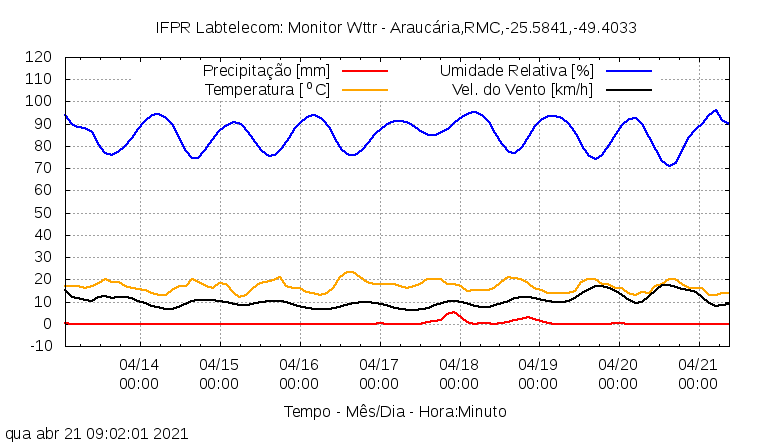 IFPR Labtelecom: Monitor Wttr - Araucária,RMC,-25.5841,-49.4033
120
110
100
90
80
70
60
50
40
30
20
10
0
-10
Precipitação [mm]
Temperatura [⁰C]
Umidade Relativa [%]
Vel. do Vento [km/h]
04/14 04/15 04/16 04/17 04/18 04/19 04/20 04/21
00:00 00:00 00:00 00:00 00:00 00:00 00:00 00:00
Tempo - Mês/Dia - Hora:Minuto
qua abr 21 09:02:01 2021